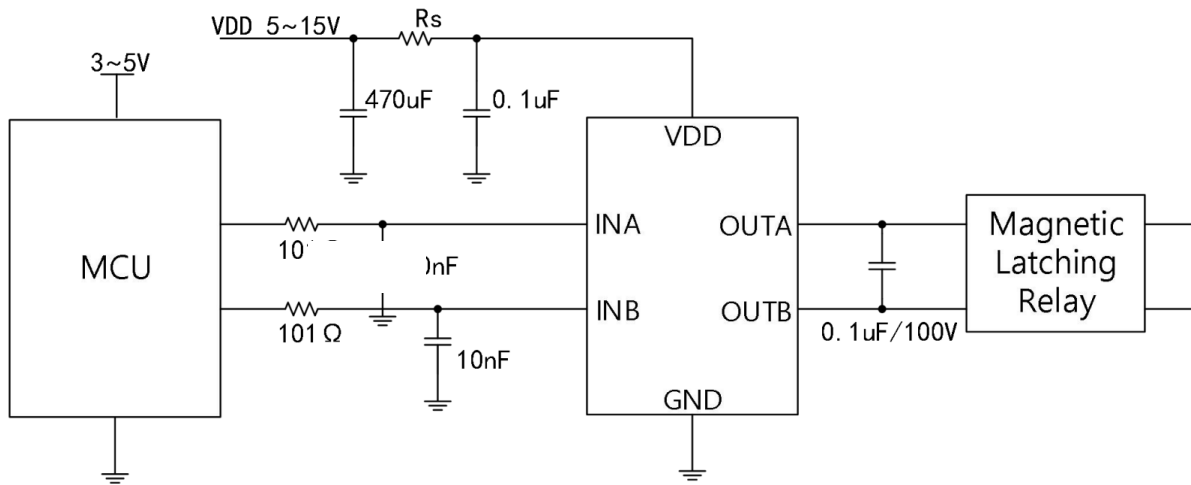 VDD 5~15V
Rs
3~5V
470uF
0.1uF
VDD
MCU
INA
OUTA
INB
OUTB
101Ω
10nF
0.1uF/100V
GND
Magnetic
Latching
Relay